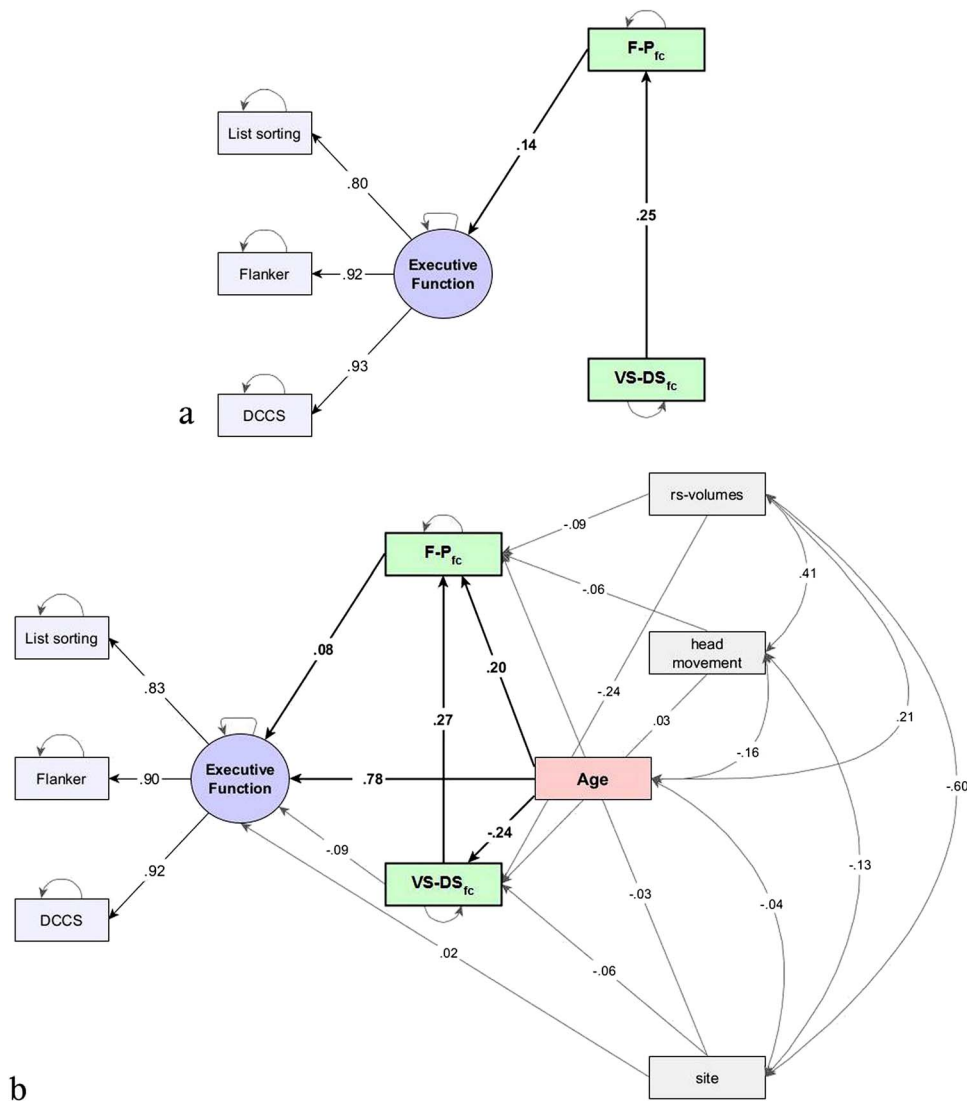 F-Pfc
List sorting
.14
.80
.25
Flanker
.92
Executive
Function
.93
VS-DSfc
DCCS
a
rs-volumes
-.09
F-Pfc
.41
-.06
List sorting
head
movement
.08
.20
.83
-.24
.03
.21
.27
-.16
Executive
Function
Flanker
.90
.78
Age
-.60
-.24
-.09
-.13
.92
VS-DSfc
-.03
-.04
DCCS
.02
-.06
site
b